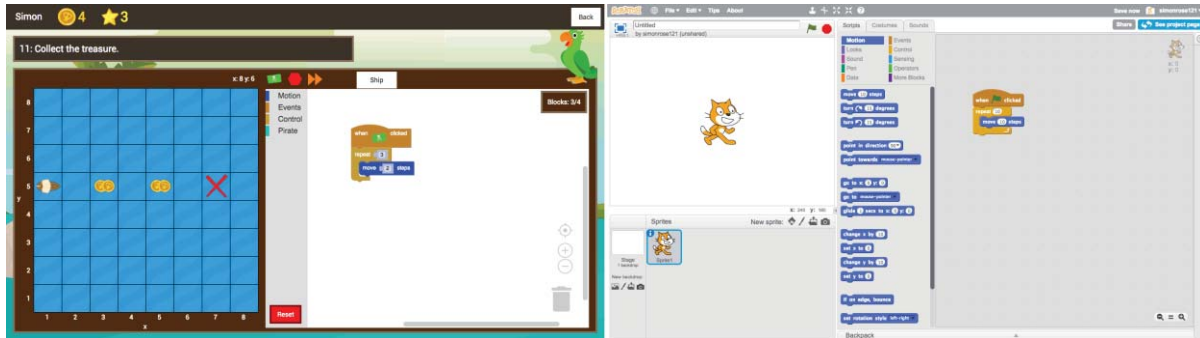 Simon 4 3 Back
11: Collect the treasure.
x: 8 y: 6 Ship
Blocks: 3/4
Motion
Events
Control
Pirate
when clicked
repeat 3
move 2 steps
8
7
6
5
y
4
3
2
1
1 2 3 4 5 6 7 8
x
Reset
SCRATCH File Edit Tips About Save now simonrose121
Untitled
by simonrose121 (unshared)
Share See project page
Scripts Costumes Sounds
Motion Events
Looks Control
Sound Sensing
Pen Operators
Data More Blocks
x: 0
y: 0
move 10 steps
turn 15 degrees
turn 15 degrees
point in direction 90
point towards mouse-pointer
go to x: 0 y: 0
go to mouse-pointer
glide 1 secs to x: 0 y: 0
change x by 10
set x to 0
change y by 10
set y to 0
if on edge, bounce
set rotation style left-right
when clicked
repeat 10
move 10 steps
Sprites New sprite:
Stage
1 backdrop
Sprite1
New backdrop
Backpack